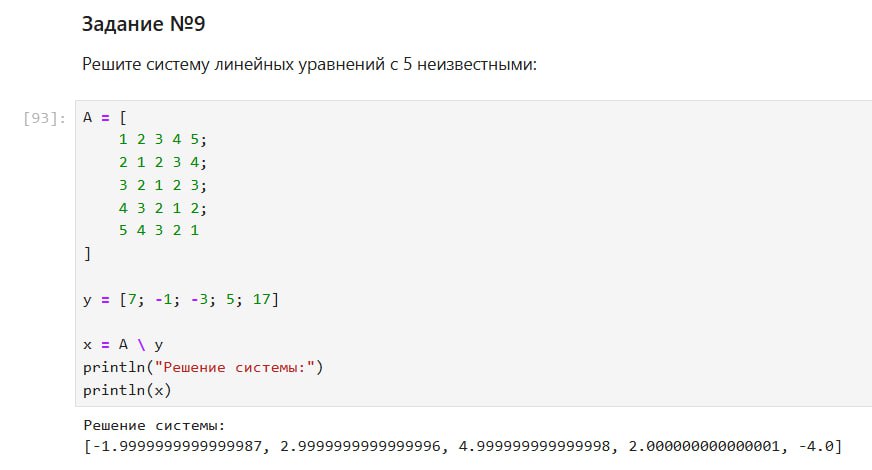 Задание №9
Решите систему линейных уравнений с 5 неизвестными:
[93]: A = [
1 2 3 4 5;
2 1 2 3 4;
3 2 1 2 3;
4 3 2 1 2;
5 4 3 2 1
]
y = [7; -1; -3; 5; 17]
x = A \ y
println("Решение системы:")
println(x)
Решение системы:
[-1.9999999999999987, 2.9999999999999996, 4.999999999999998, 2.000000000000001, -4.0]